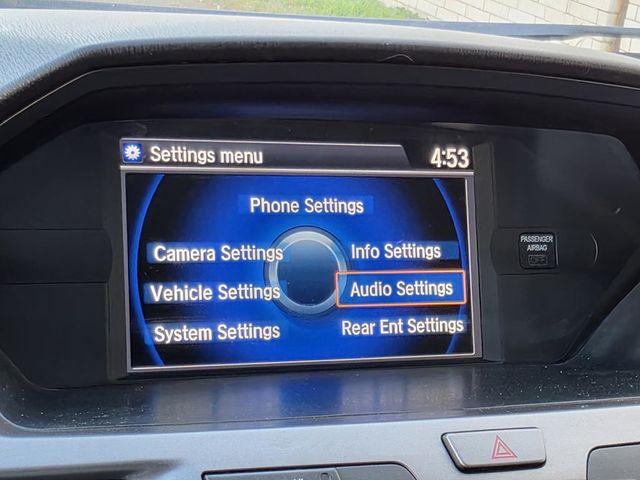 Settings menu 4:53
Phone Settings
Camera Settings Info Settings
Vehicle Settings Audio Settings
System Settings Rear Ent Settings
PASSENGER
AIRBAG
OFF